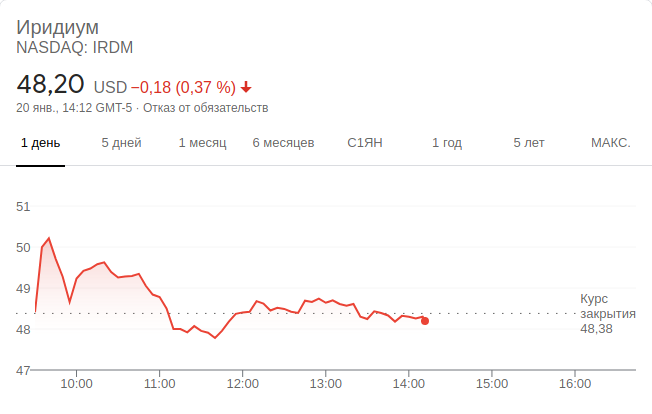 Иридиум
NASDAQ: IRDM
48,20 USD −0,18 (0,37 %)
20 янв., 14:12 GMT-5 · Отказ от обязательств
1 день 5 дней 1 месяц 6 месяцев С1ЯН 1 год 5 лет МАКС.
51
50
49
48
47
Курс
закрытия
48,38
10:00 11:00 12:00 13:00 14:00 15:00 16:00